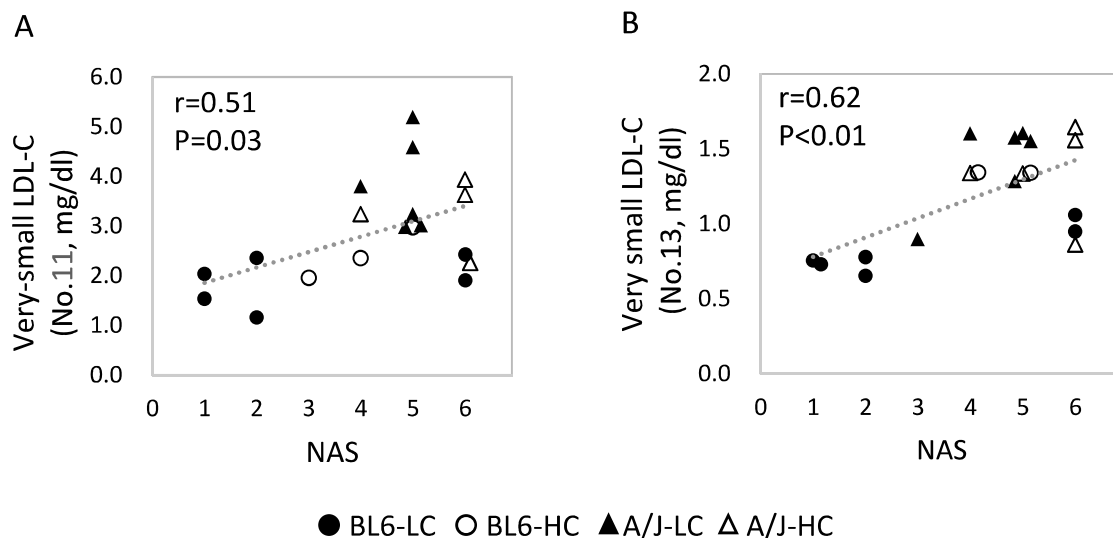 A
Very-small LDL-C
(No.11, mg/dl)
6.0
5.0
4.0
3.0
2.0
1.0
0.0
r=0.51
P=0.03
0 1 2 3 4 5 6
NAS
B
Very small LDL-C
(No.13, mg/dl)
2.0
1.5
1.0
0.5
0.0
r=0.62
P<0.01
0 1 2 3 4 5 6
NAS
BL6-LC BL6-HC A/J-LC A/J-HC